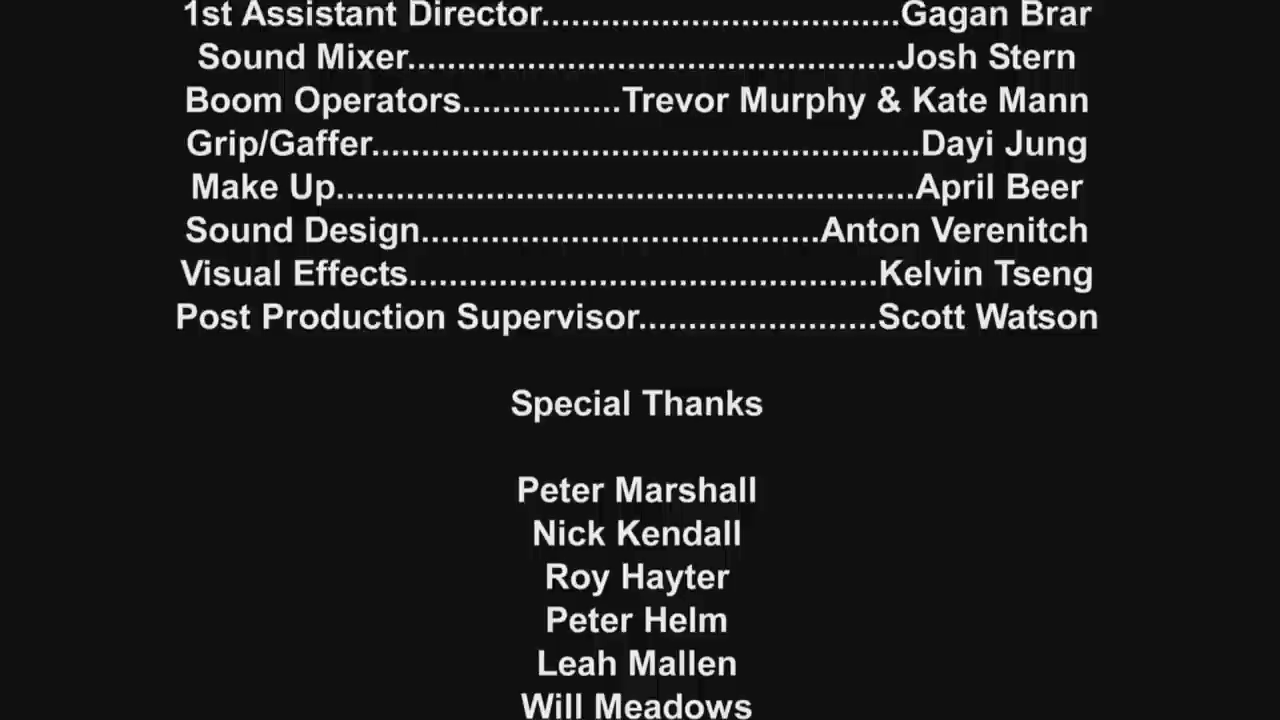 1st Assistant Director....................................Gagan Brar
Sound Mixer.................................................Josh Stern
Boom Operators................Trevor Murphy & Kate Mann
Grip/Gaffer.......................................................Dayi Jung
Make Up..........................................................April Beer
Sound Design........................................Anton Verenitch
Visual Effects...............................................Kelvin Tseng
Post Production Supervisor........................Scott Watson
Special Thanks
Peter Marshall
Nick Kendall
Roy Hayter
Peter Helm
Leah Mallen
Will Meadows